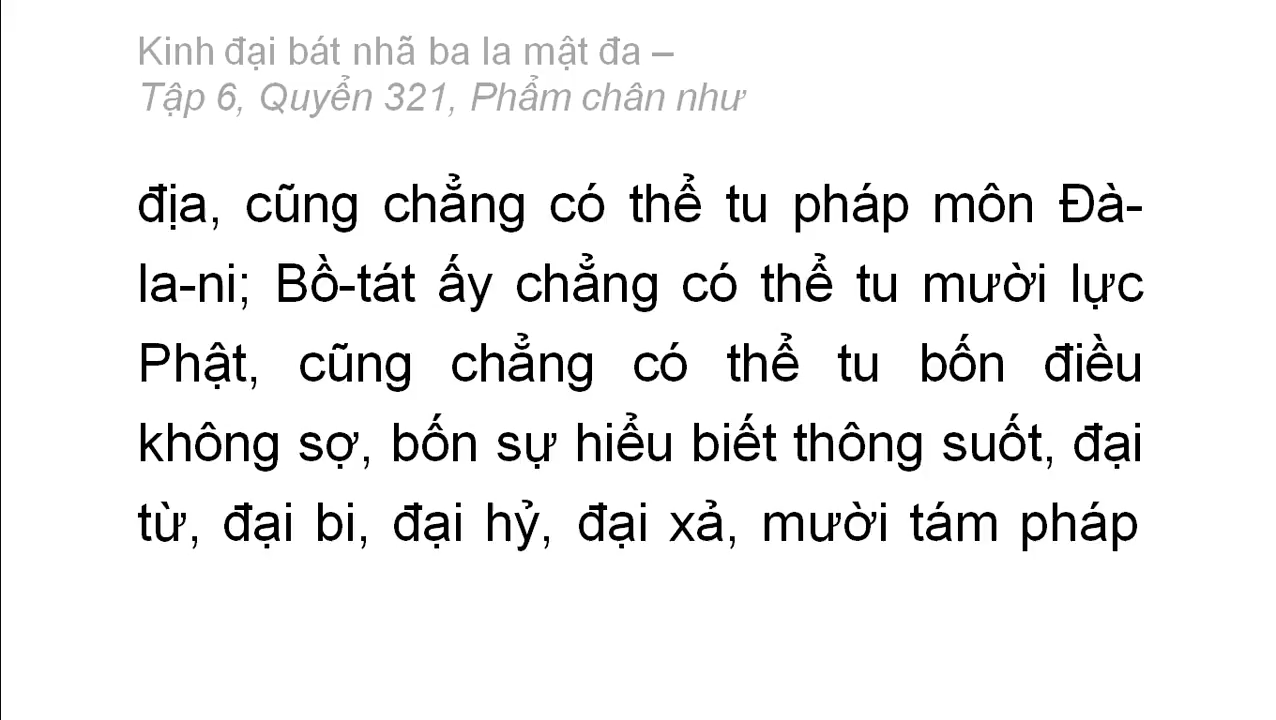 Kinh đại bát nhã ba la mật đa –
Tập 6, Quyển 321, Phẩm chân như
địa, cũng chẳng có thể tu pháp môn Đà-
la-ni; Bồ-tát ấy chẳng có thể tu mười lực
Phật, cũng chẳng có thể tu bốn điều
không sợ, bốn sự hiểu biết thông suốt, đại
từ, đại bi, đại hỷ, đại xả, mười tám pháp